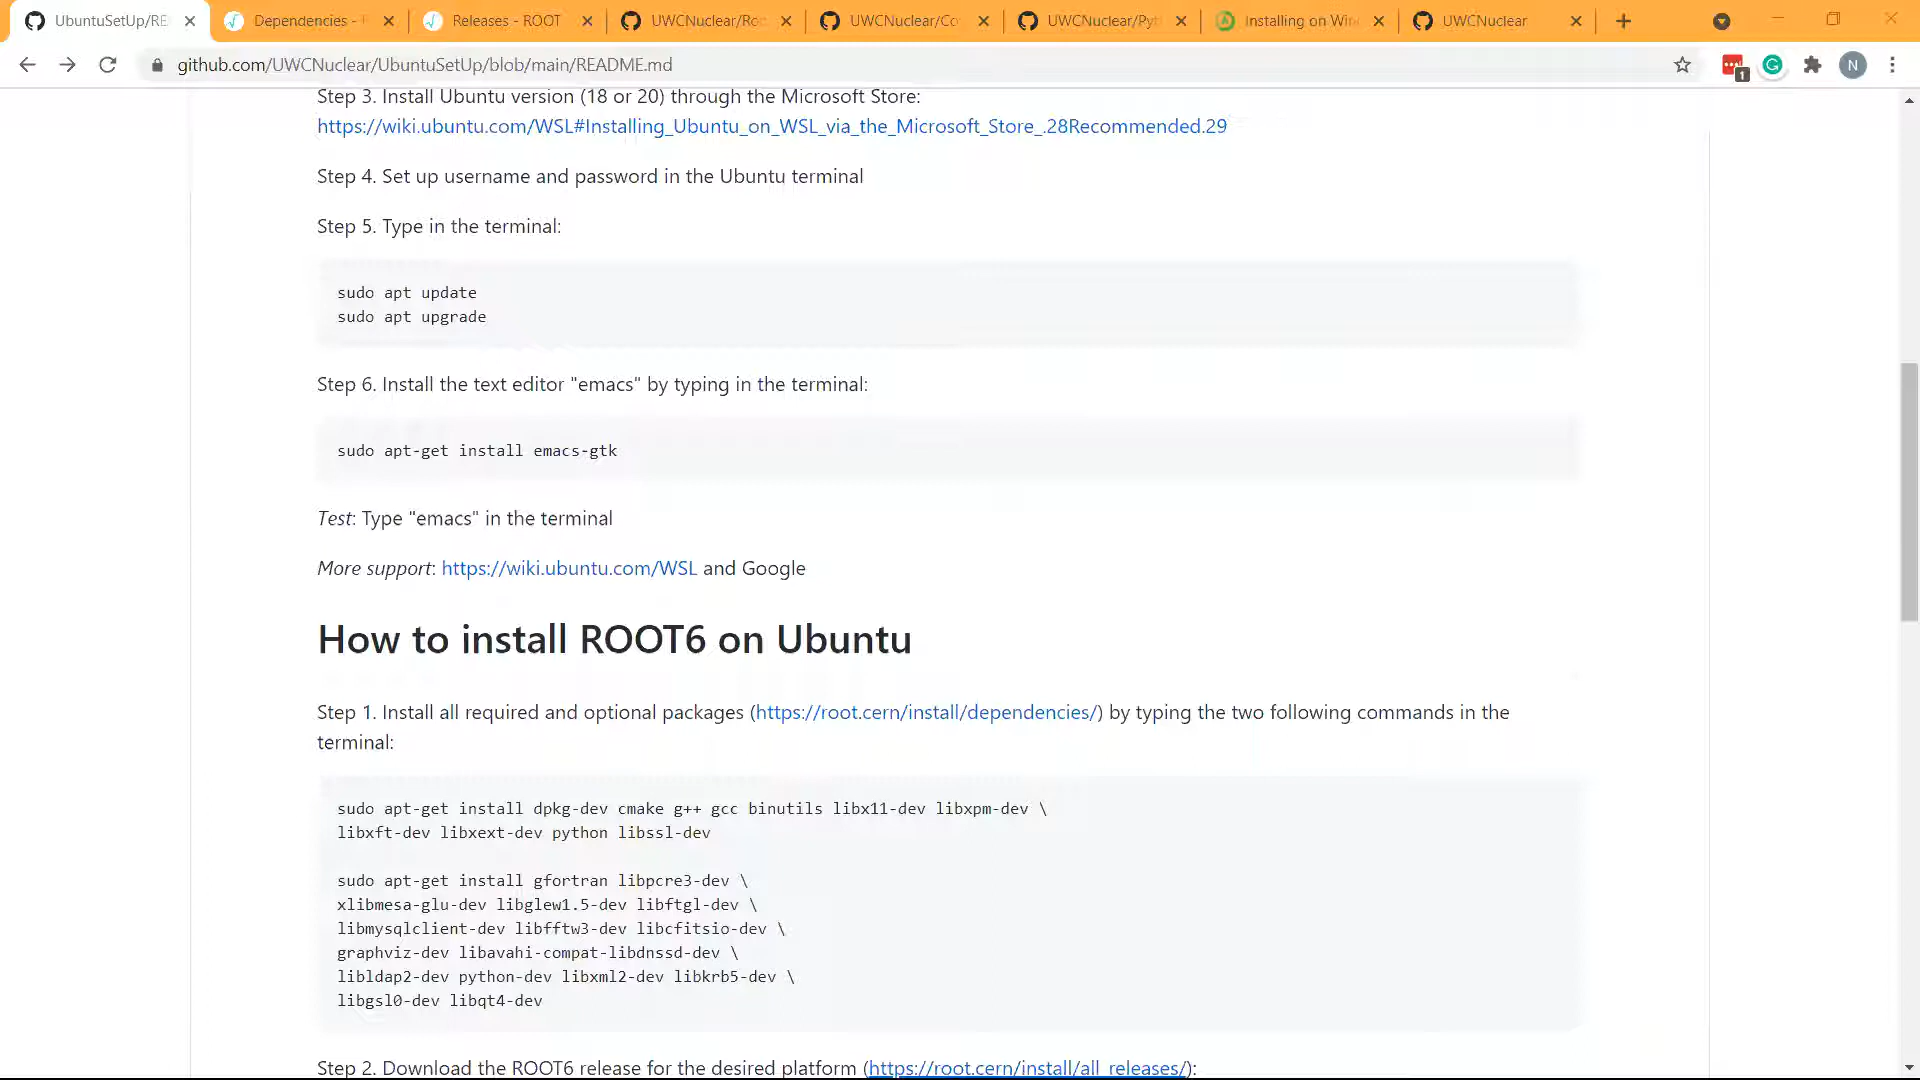 UbuntuSetUp/RE
Dependencies -
Releases - ROOT
UWCNuclear/Ro
UWCNuclear/Co
UWCNuclear/Pyt
Installing on Win
UWCNuclear
github.com/UWCNuclear/UbuntuSetUp/blob/main/README.md
1
N
Step 3. Install Ubuntu version (18 or 20) through the Microsoft Store:
https://wiki.ubuntu.com/WSL#Installing_Ubuntu_on_WSL_via_the_Microsoft_Store_.28Recommended.29
Step 4. Set up username and password in the Ubuntu terminal
Step 5. Type in the terminal:
sudo apt update
sudo apt upgrade
Step 6. Install the text editor "emacs" by typing in the terminal:
sudo apt-get install emacs-gtk
Test: Type "emacs" in the terminal
More support: https://wiki.ubuntu.com/WSL and Google
How to install ROOT6 on Ubuntu
Step 1. Install all required and optional packages (https://root.cern/install/dependencies/) by typing the two following commands in the
terminal:
sudo apt-get install dpkg-dev cmake g++ gcc binutils libx11-dev libxpm-dev \
libxft-dev libxext-dev python libssl-dev
sudo apt-get install gfortran libpcre3-dev \
xlibmesa-glu-dev libglew1.5-dev libftgl-dev \
libmysqlclient-dev libfftw3-dev libcfitsio-dev \
graphviz-dev libavahi-compat-libdnssd-dev \
libldap2-dev python-dev libxml2-dev libkrb5-dev \
libgsl0-dev libqt4-dev
Step 2. Download the ROOT6 release for the desired platform (https://root.cern/install/all_releases/):